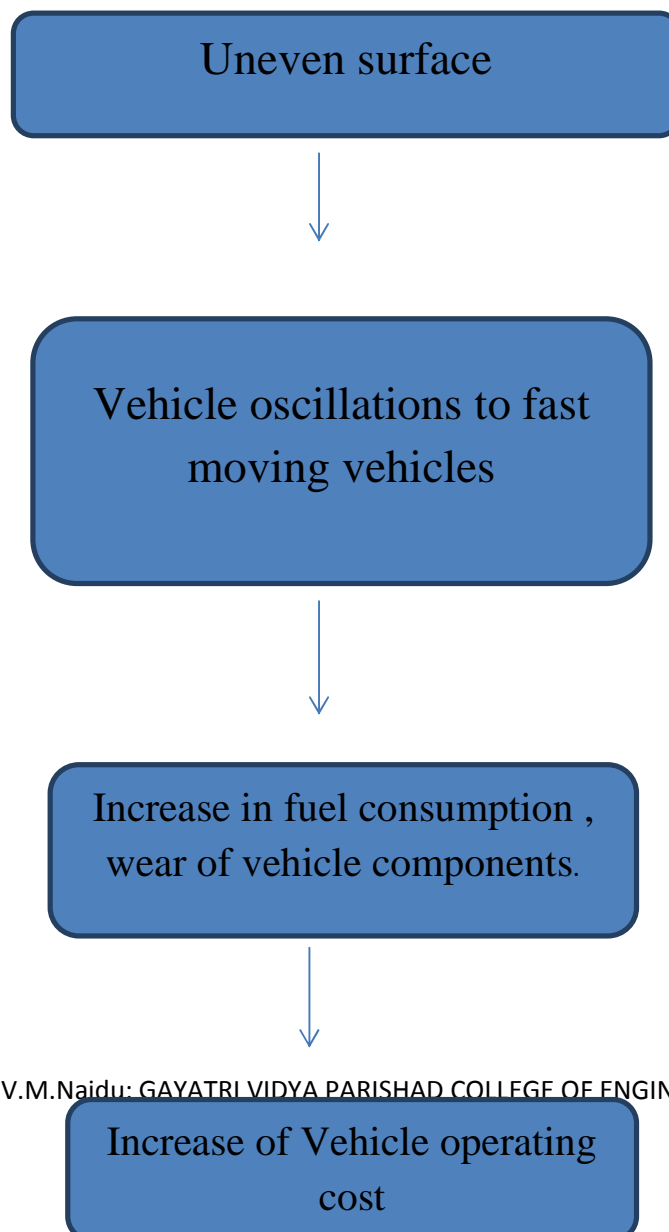 Uneven surface
Vehicle oscillations to fast
moving vehicles
Increase in fuel consumption ,
wear of vehicle components.
V.M.Naidu: GAYATRI VIDYA PARISHAD COLLEGE OF
Increase of Vehicle operating
cost